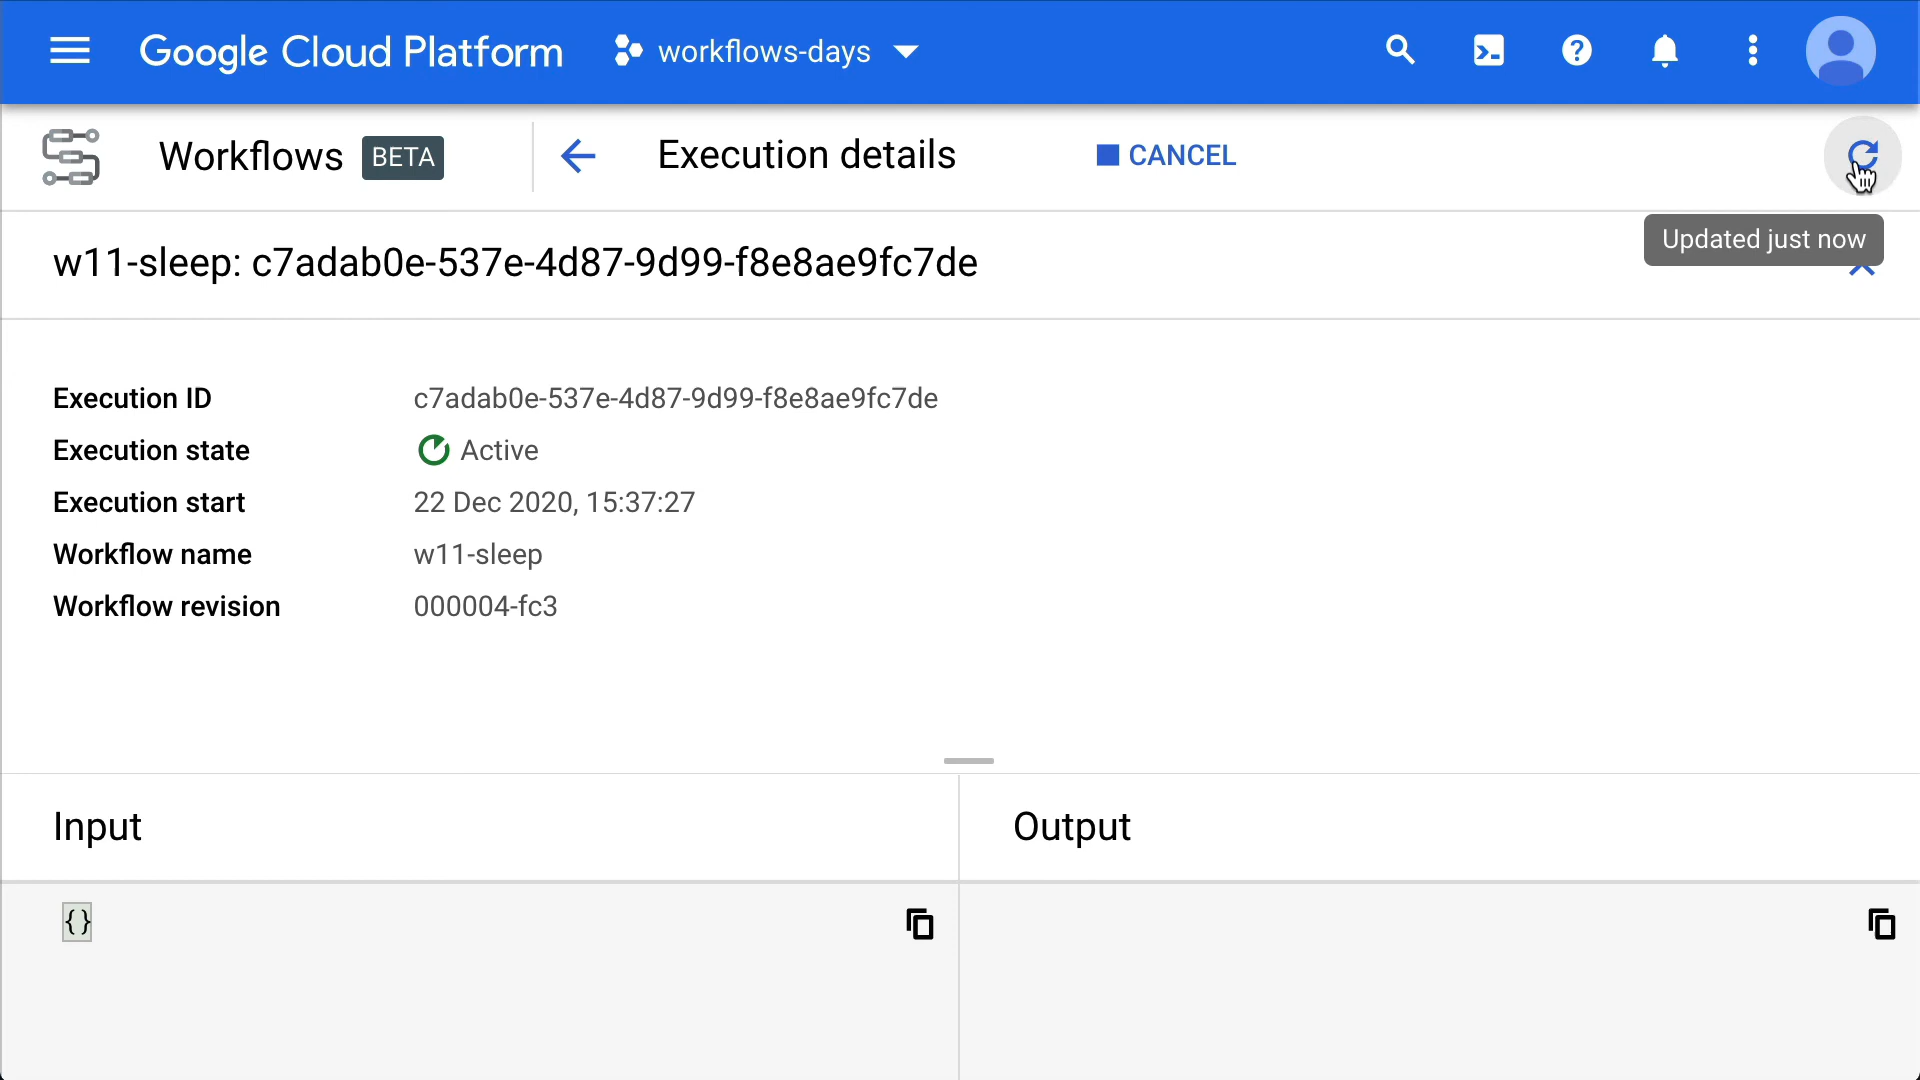 Google Cloud Platform workflows-days
Workflows BETA Execution details CANCEL
Updated just now
w11-sleep: c7adab0e-537e-4d87-9d99-f8e8ae9fc7de
Execution ID c7adab0e-537e-4d87-9d99-f8e8ae9fc7de
Execution state Active
Execution start 22 Dec 2020, 15:37:27
Workflow name w11-sleep
Workflow revision 000004-fc3
Input Output
{}